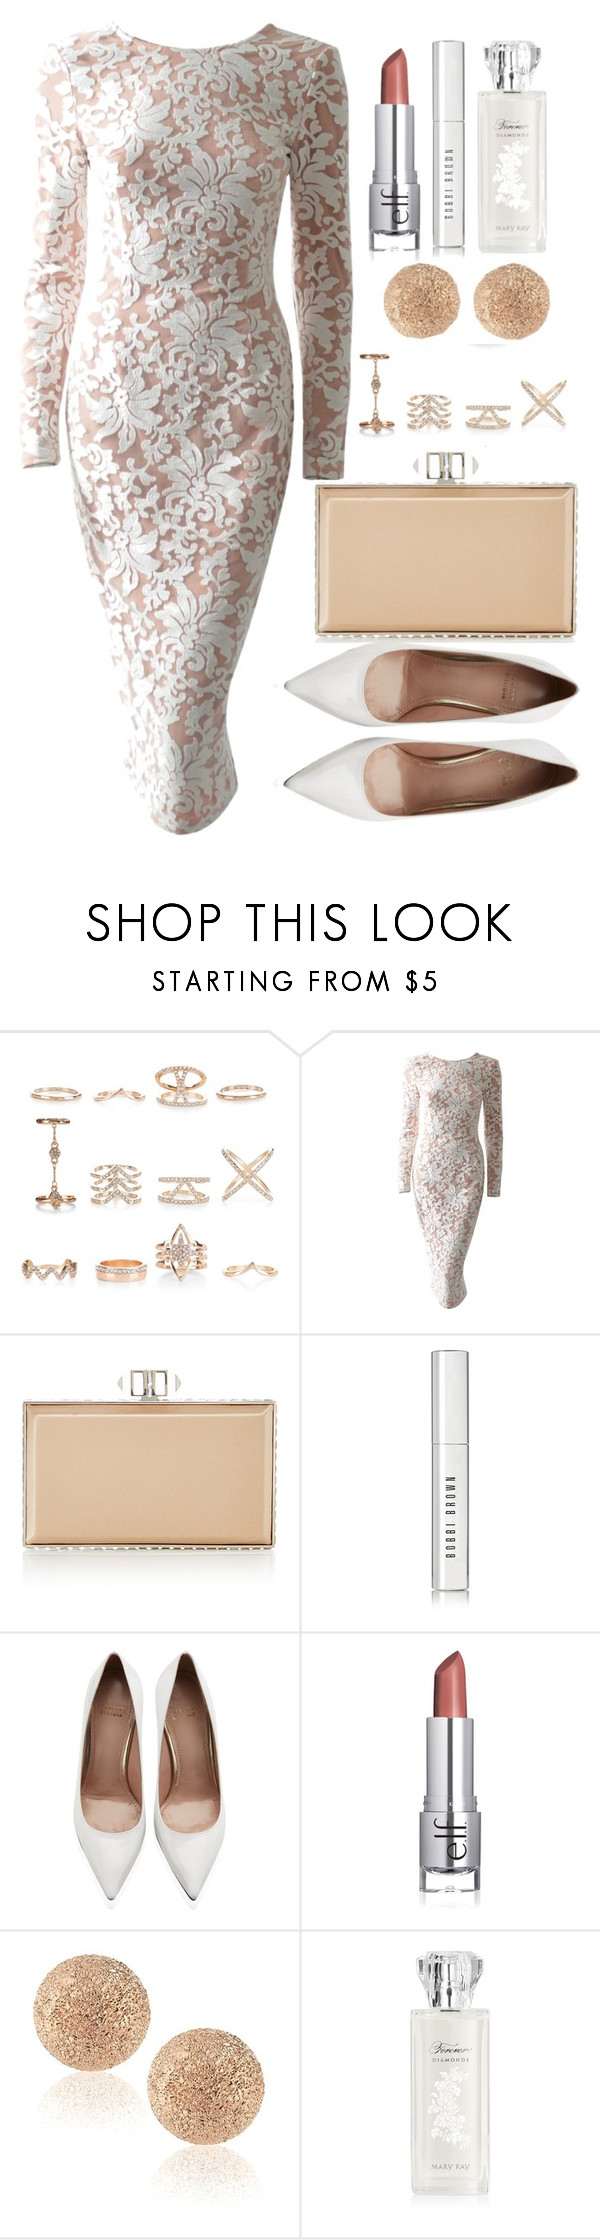 e.l.f.
BOBBI BROWN
Forever
DIAMONDS
MARY KAY
SHOP THIS LOOK
STARTING FROM $5
BOBBI BROWN
e.l.f.
Forever
DIAMONDS
MARY KAY